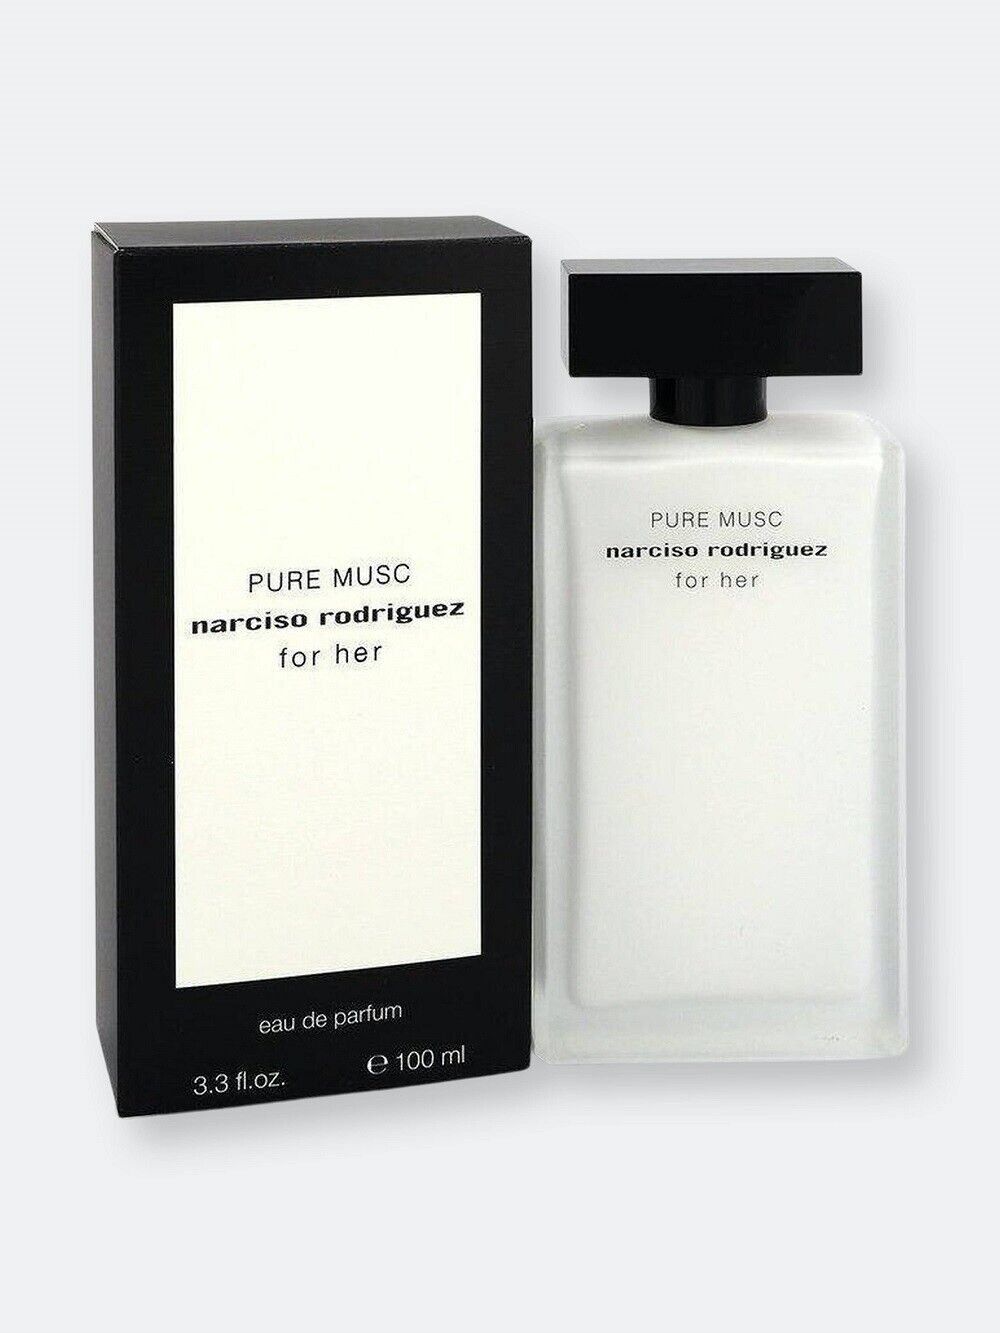 PURE MUSC
narciso rodriguez
for her
eau de parfum
3.3 fl.oz. ℮ 100 ml
PURE MUSC
narciso rodriguez
for her